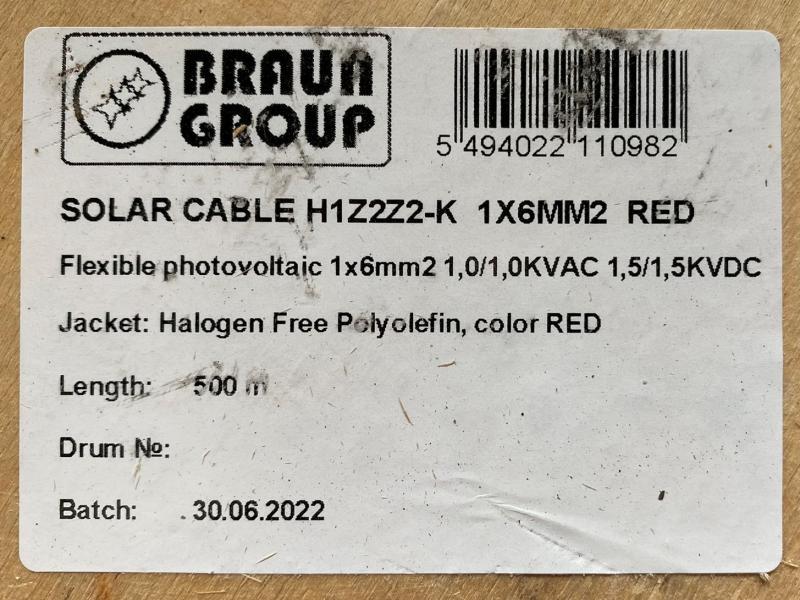 BRAUN
GROUP
5 494022 110982
SOLAR CABLE H1Z2Z2-K 1X6MM2 RED
Flexible photovoltaic 1x6mm2 1,0/1,0KVAC 1,5/1,5KVDC
Jacket: Halogen Free Polyolefin, color RED
Length: 500 m
Drum №:
Batch: 30.06.2022